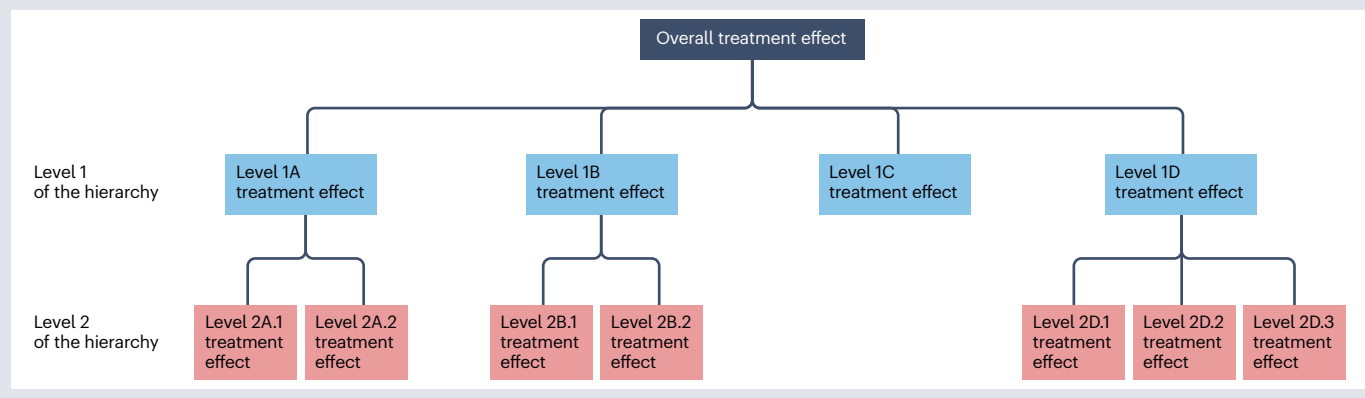 Overall treatment effect
Level 1
of the hierarchy
Level 1A
treatment effect
Level 1B
treatment effect
Level 1C
treatment effect
Level 1D
treatment effect
Level 2
of the hierarchy
Level 2A.1
treatment
effect
Level 2A.2
treatment
effect
Level 2B.1
treatment
effect
Level 2B.2
treatment
effect
Level 2D.1
treatment
effect
Level 2D.2
treatment
effect
Level 2D.3
treatment
effect